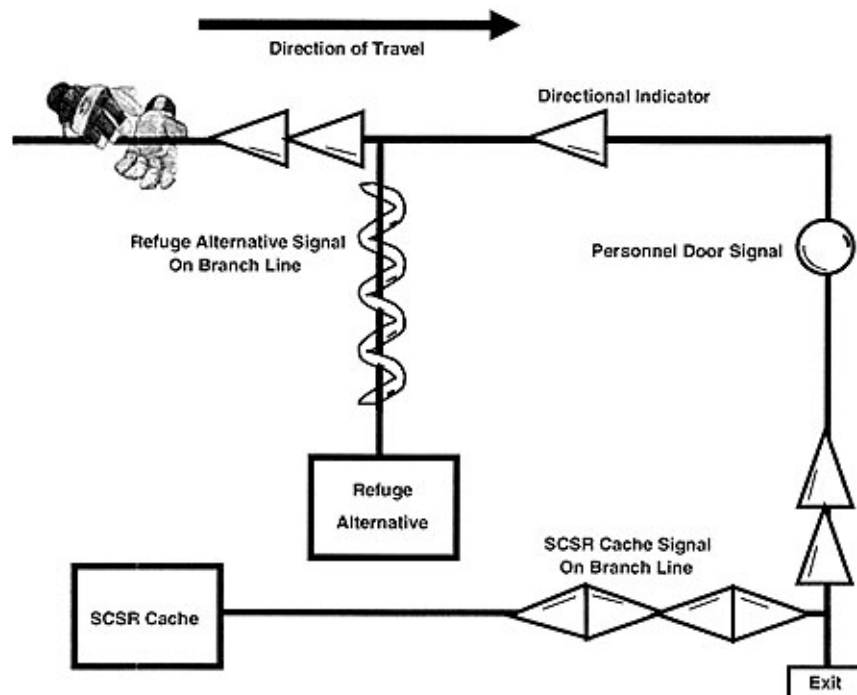 Direction of Travel
Directional Indicator
Refuge Alternative Signal
On Branch Line
Personnel Door Signal
Refuge
Alternative
SCSR Cache Signal
On Branch Line
SCSR Cache
Exit